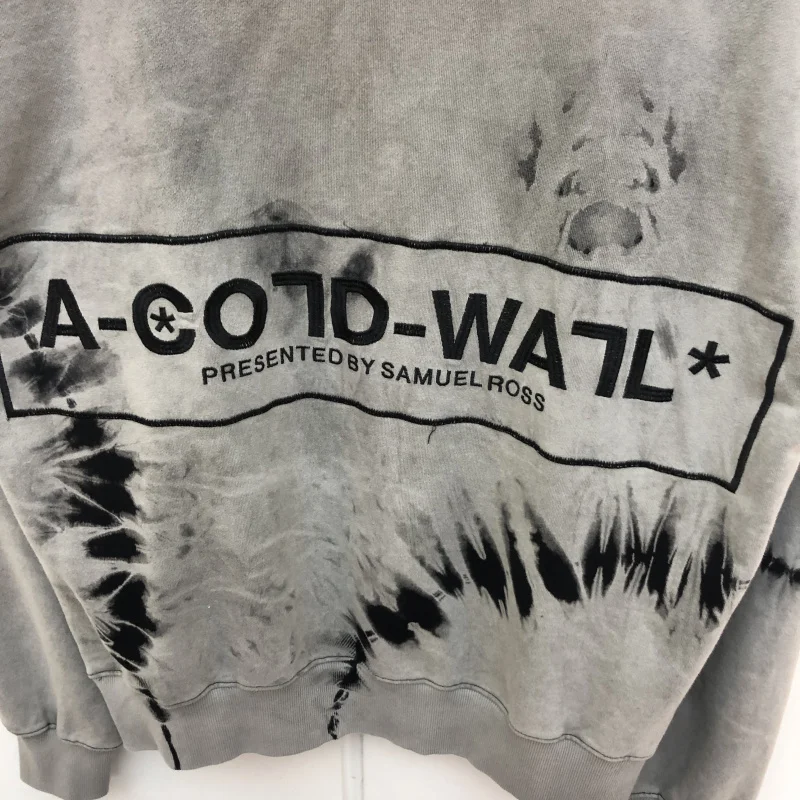 A-COLD-WALL*
PRESENTED BY SAMUEL ROSS